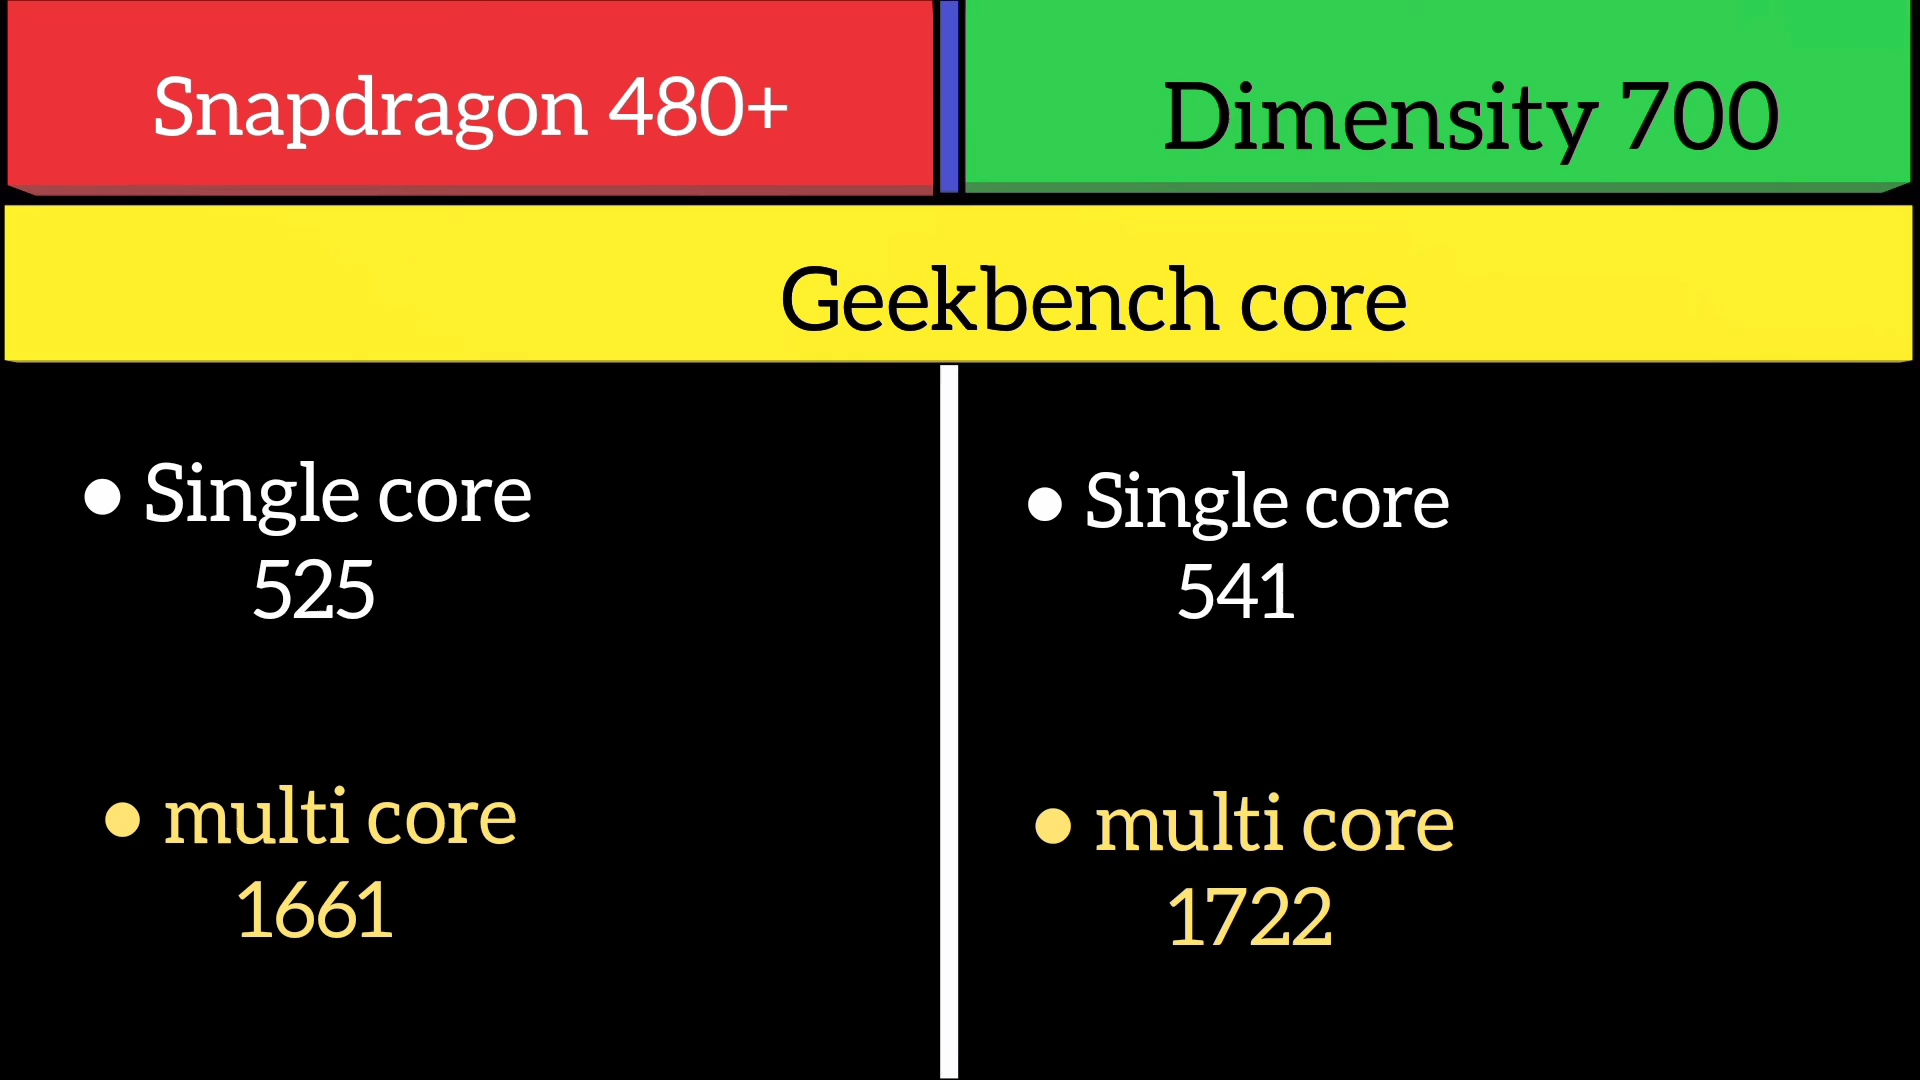 Snapdragon 480+
Dimensity 700
Geekbench core
• Single core
525
• multi core
1661
• Single core
541
• multi core
1722